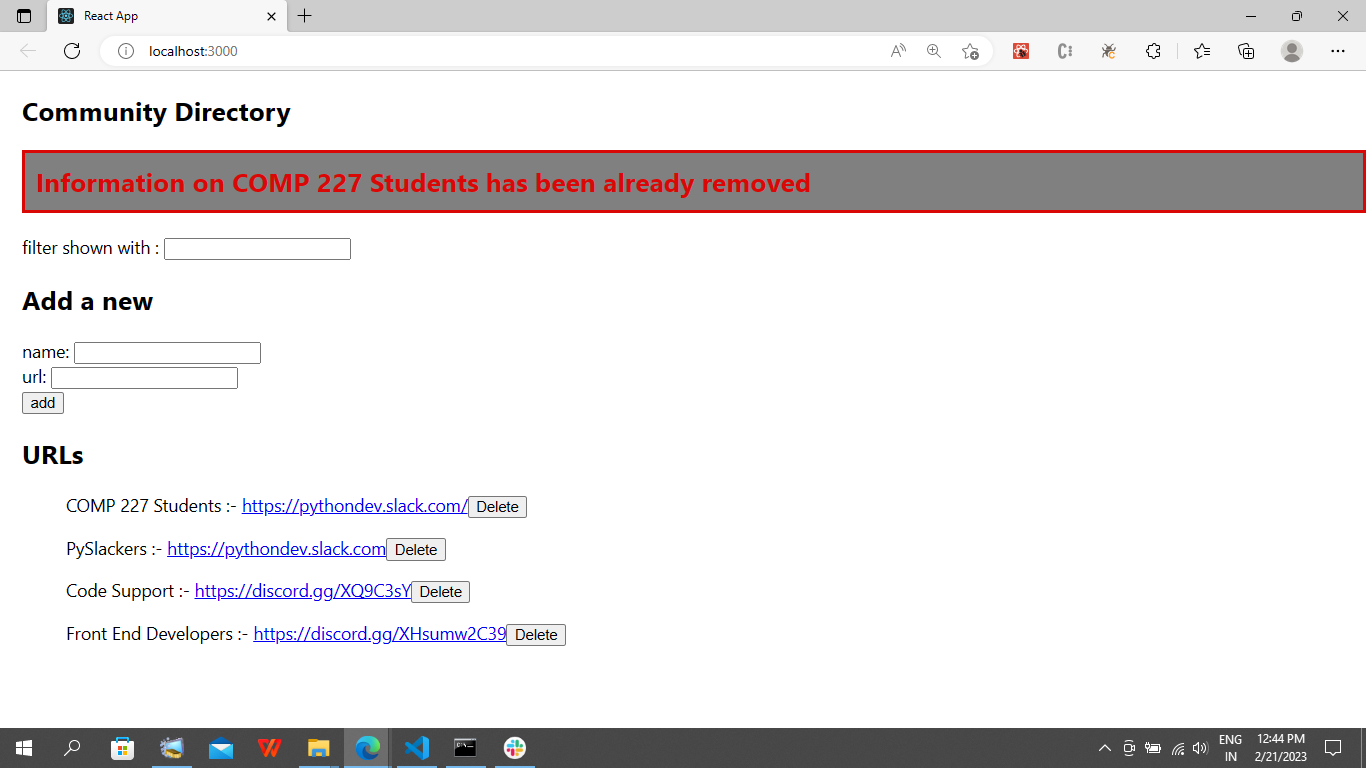 React App
localhost:3000
Community Directory
Information on COMP 227 Students has been already removed
filter shown with :
Add a new
name:
url:
add
URLs
COMP 227 Students :- https://pythondev.slack.com/ Delete
PySlackers :- https://pythondev.slack.com Delete
Code Support :- https://discord.gg/XQ9C3sY Delete
Front End Developers :- https://discord.gg/XHsumw2C39 Delete
ENG
IN
12:44 PM
2/21/2023